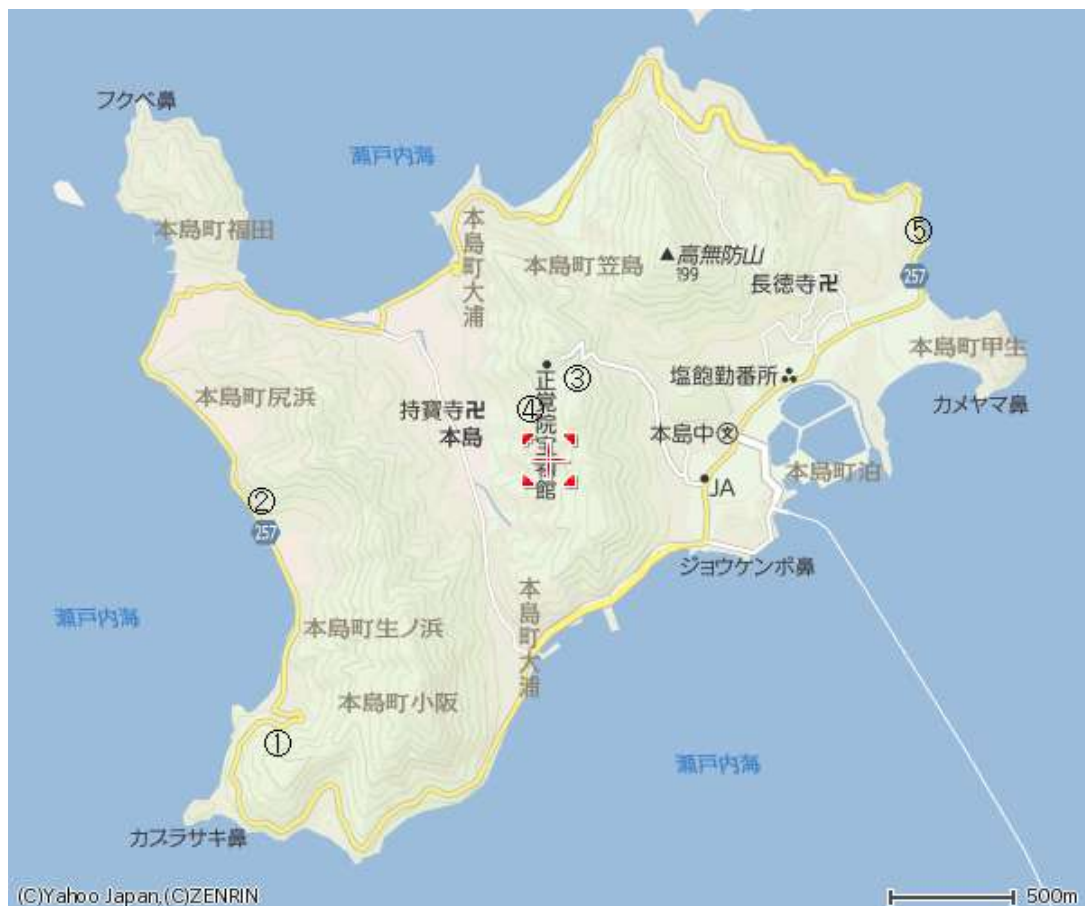 フクベ鼻
瀬戸内海
本島町福田
本島町大浦
本島町笠島
▲高無防山
199
長徳寺卍
⑤
257
本島町甲生
カメヤマ鼻
本島町尻浜
持寶寺卍
本島
③
④
正覚院宝物館
塩飽勤番所
本島中文
本島町泊
JA
ジョウケンポ鼻
②
257
瀬戸内海
本島町生ノ浜
本島町大浦
本島町小阪
①
瀬戸内海
カブラサキ鼻
(C)Yahoo Japan,(C)ZENRIN
500m